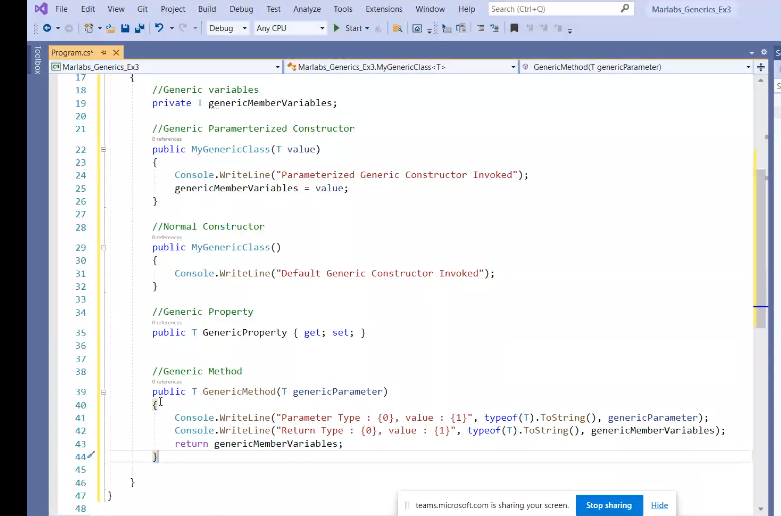 File Edit View Git Project Build Debug Test Analyze Tools Extensions Window Help Search (Ctrl+Q) Marlabs_Generics_Ex3
Debug Any CPU Start
Toolbox
Program.cs*
Marlabs_Generics_Ex3 Marlabs_Generics_Ex3.MyGenericClass<T> GenericMethod(T genericParameter)
17 {
18 //Generic variables
19 private T genericMemberVariables;
20
21 //Generic Paramerterized Constructor
0 references
22 public MyGenericClass(T value)
23 {
24 Console.WriteLine("Parameterized Generic Constructor Invoked");
25 genericMemberVariables = value;
26 }
27
28 //Normal Constructor
0 references
29 public MyGenericClass()
30 {
31 Console.WriteLine("Default Generic Constructor Invoked");
32 }
33
34 //Generic Property
0 references
35 public T GenericProperty { get; set; }
36
37
38 //Generic Method
0 references
39 public T GenericMethod(T genericParameter)
40 {
41 Console.WriteLine("Parameter Type : {0}, value : {1}", typeof(T).ToString(), genericParameter);
42 Console.WriteLine("Return Type : {0}, value : {1}", typeof(T).ToString(), genericMemberVariables);
43 return genericMemberVariables;
44 }
45
46 }
47 }
48
teams.microsoft.com is sharing your screen. Stop sharing Hide